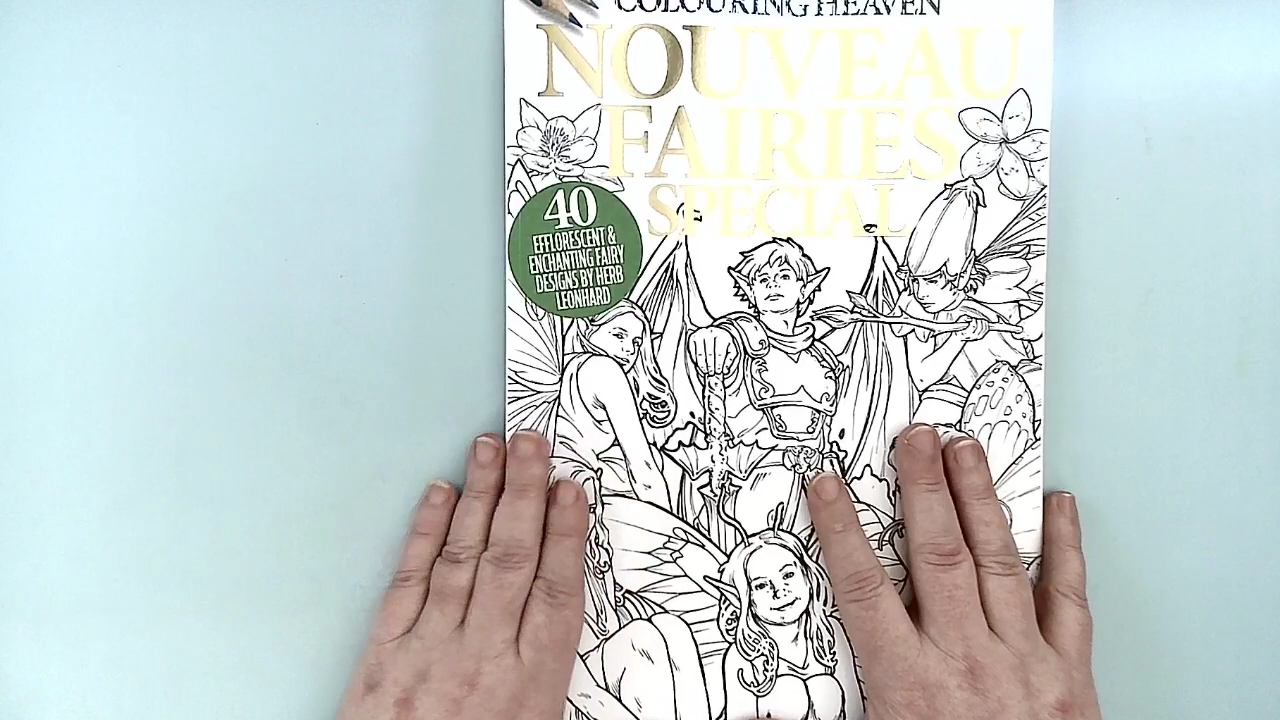 COLOURING HEAVEN
NOUVEAU
FAIRIES
SPECIAL
40
EFFLORESCENT &
ENCHANTING FAIRY
DESIGNS BY HERB
LEONHARD